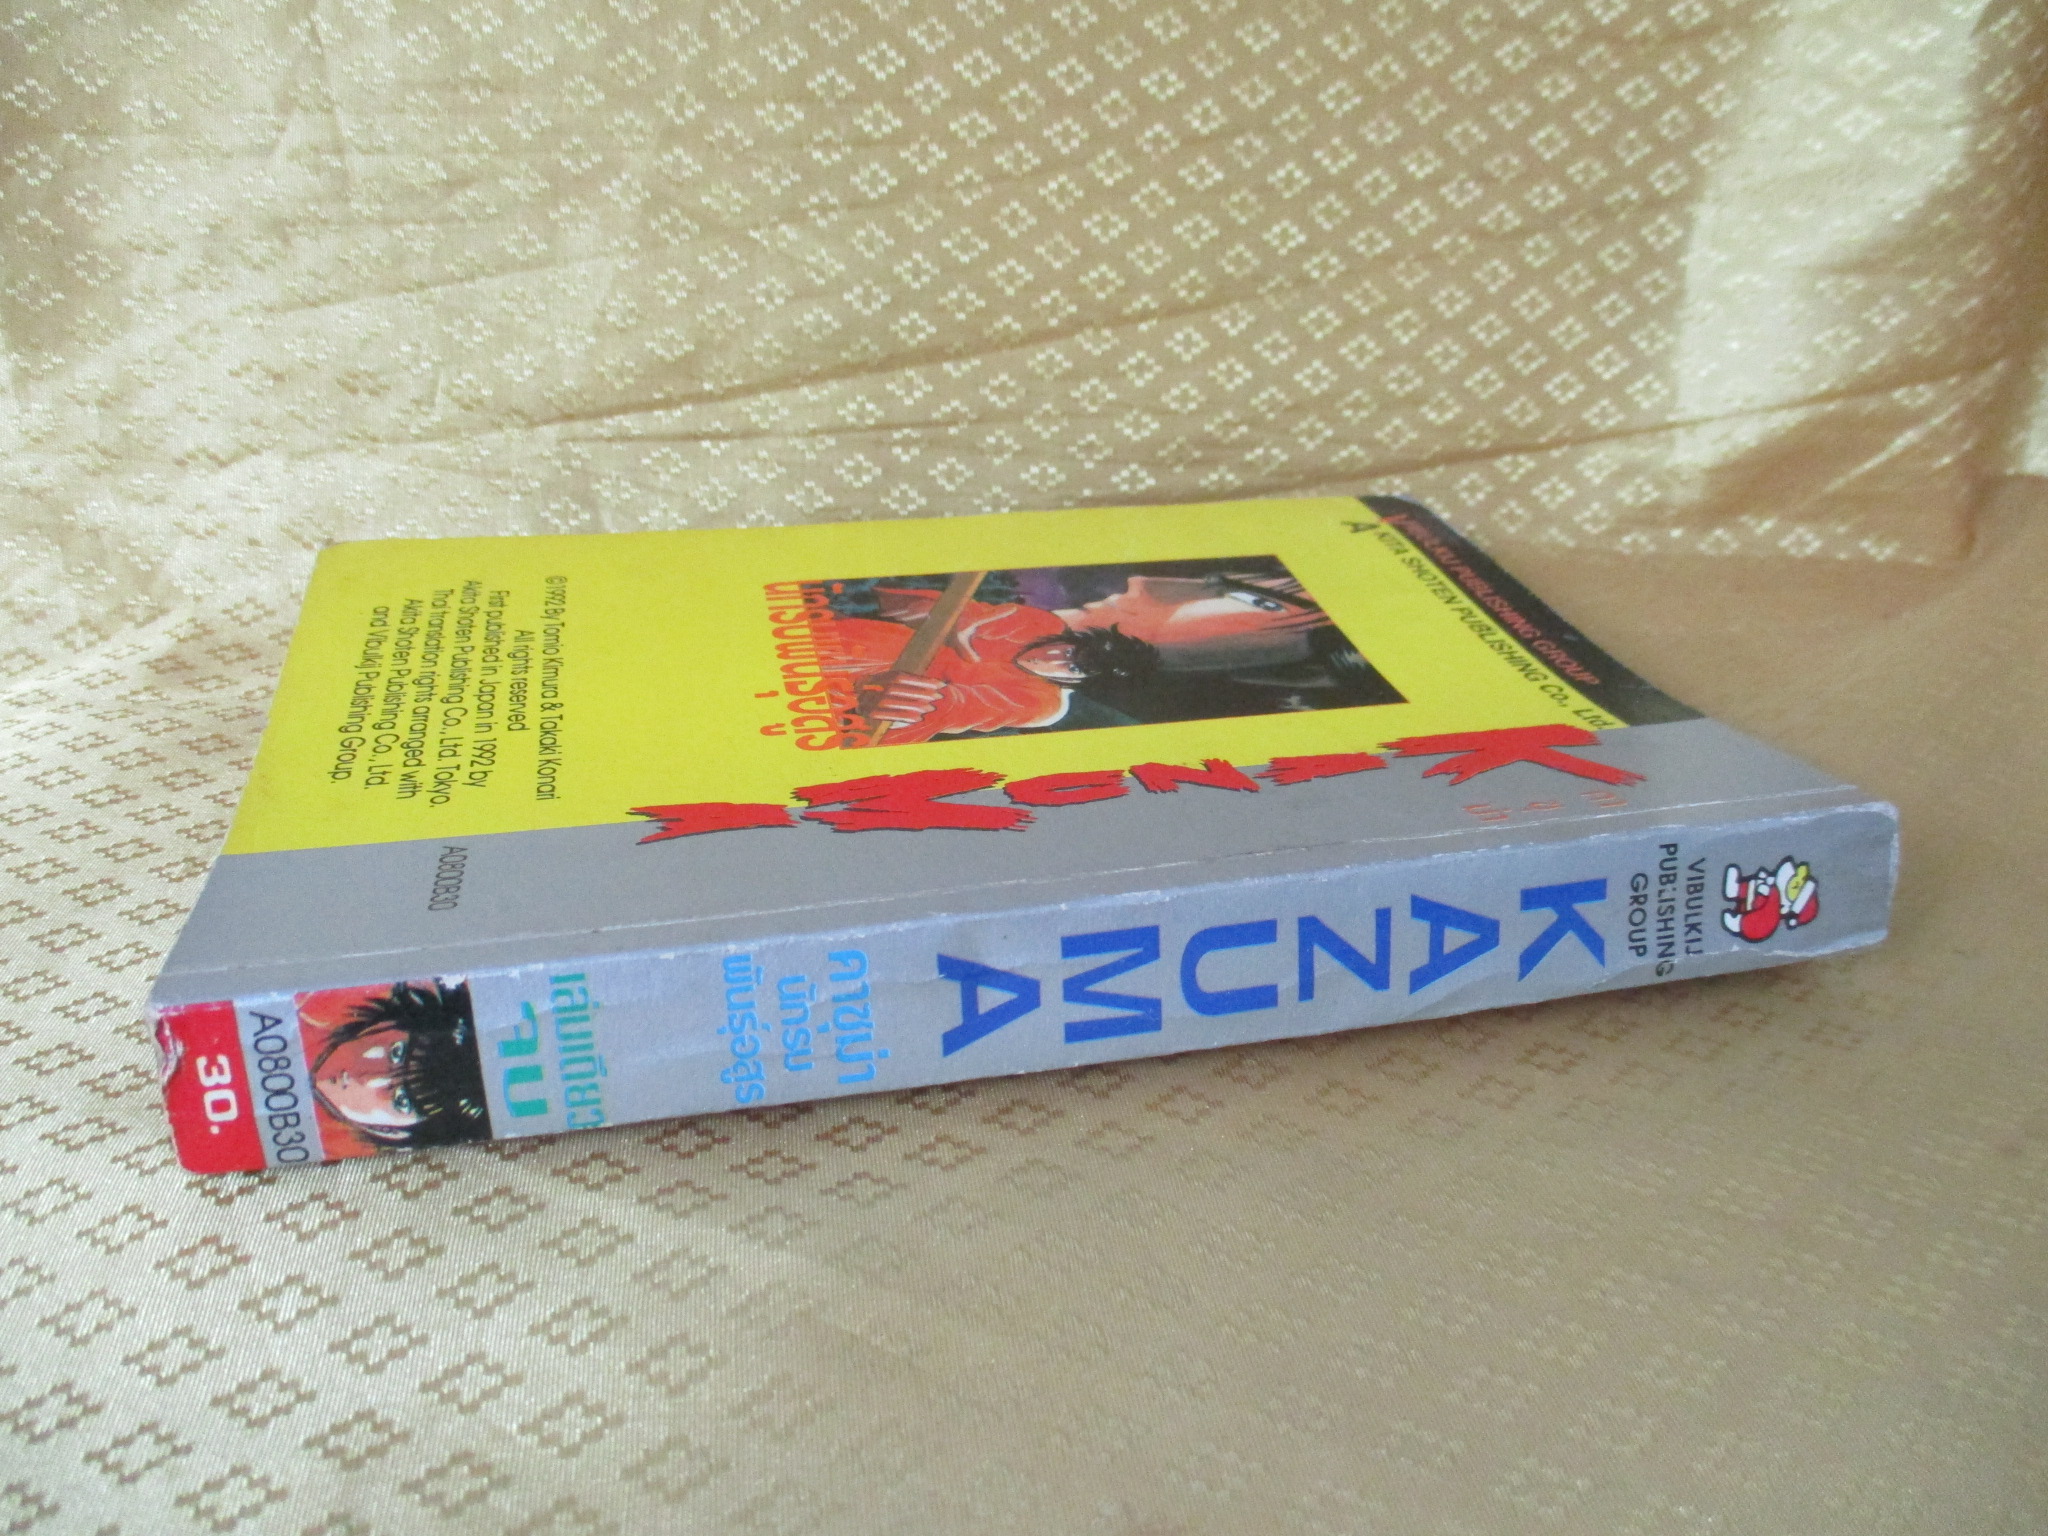 VIBULKIJ PUBLISHING GROUP
AKITA SHOTEN PUBLISHING Co., Ltd.
KAZUMA
นักรบพันธุ์อสูร
©1992 By Tomio Kimura & Takaki Konari
All rights reserved
First published in Japan in 1992 by
Akita Shoten Publishing Co., Ltd. Tokyo.
Thai translation rights arranged with
Akita Shoten Publishing Co., Ltd.
and Vibulkij Publishing Group.
A0800B30
VIBULKIJ
PUBLISHING
GROUP
KAZUMA
คาซูม่า
นักรบ
พันธุ์อสูร
เล่มเดียว
จบ
A0800B30
30.